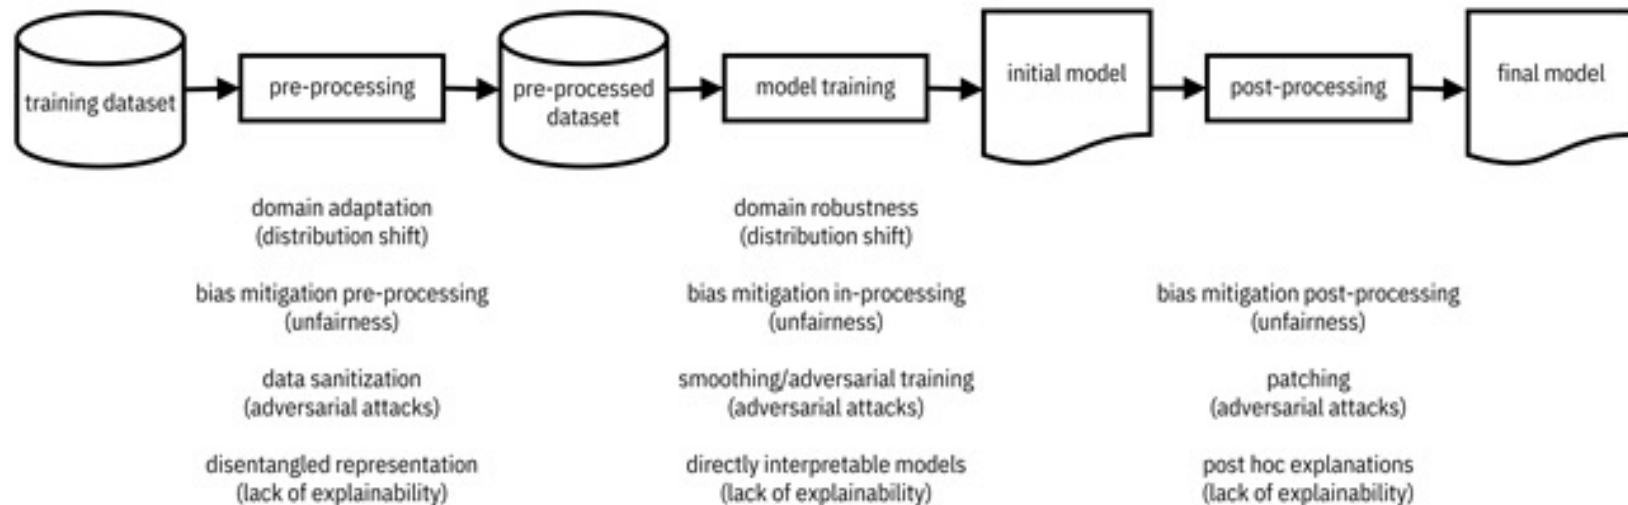 training dataset
pre-processing
pre-processed
dataset
model training
initial model
post-processing
final model
domain adaptation
(distribution shift)
bias mitigation pre-processing
(unfairness)
data sanitization
(adversarial attacks)
disentangled representation
(lack of explainability)
domain robustness
(distribution shift)
bias mitigation in-processing
(unfairness)
smoothing/adversarial training
(adversarial attacks)
directly interpretable models
(lack of explainability)
bias mitigation post-processing
(unfairness)
patching
(adversarial attacks)
post hoc explanations
(lack of explainability)